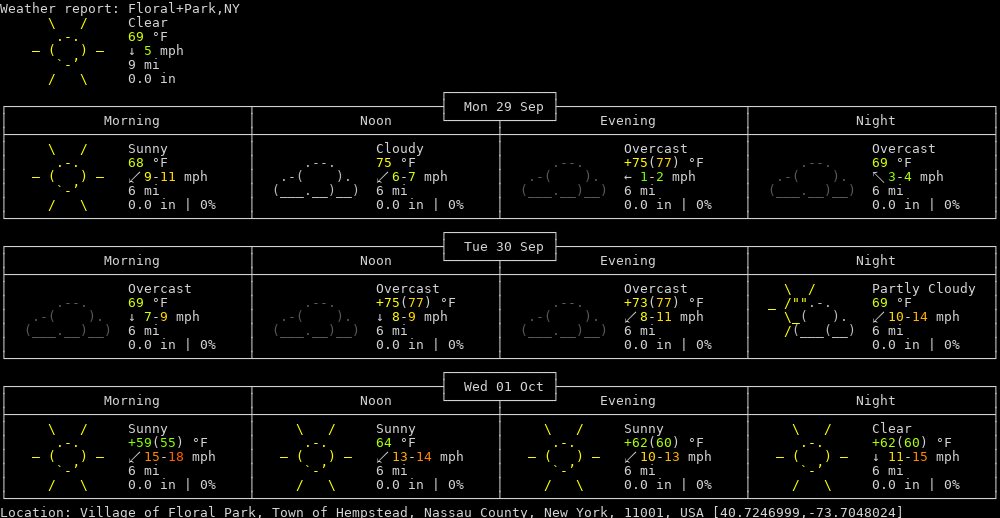 Weather report: Floral+Park,NY
Clear
69 °F
↓ 5 mph
9 mi
0.0 in
Mon 29 Sep
Morning Noon Evening Night
Sunny Cloudy Overcast Overcast
68 °F 75 °F +75(77) °F 69 °F
↙ 9-11 mph ↙ 6-7 mph ← 1-2 mph ↖ 3-4 mph
6 mi 6 mi 6 mi 6 mi
0.0 in | 0% 0.0 in | 0% 0.0 in | 0% 0.0 in | 0%
Tue 30 Sep
Morning Noon Evening Night
Overcast Overcast Overcast Partly Cloudy
69 °F +75(77) °F +73(77) °F 69 °F
↓ 7-9 mph ↓ 8-9 mph ↙ 8-11 mph ↙ 10-14 mph
6 mi 6 mi 6 mi 6 mi
0.0 in | 0% 0.0 in | 0% 0.0 in | 0% 0.0 in | 0%
Wed 01 Oct
Morning Noon Evening Night
Sunny Sunny Sunny Clear
+59(55) °F 64 °F +62(60) °F +62(60) °F
↙ 15-18 mph ↙ 13-14 mph ↙ 10-13 mph ↓ 11-15 mph
6 mi 6 mi 6 mi 6 mi
0.0 in | 0% 0.0 in | 0% 0.0 in | 0% 0.0 in | 0%
Location: Village of Floral Park, Town of Hempstead, Nassau County, New York, 11001, USA [40.7246999,-73.7048024]